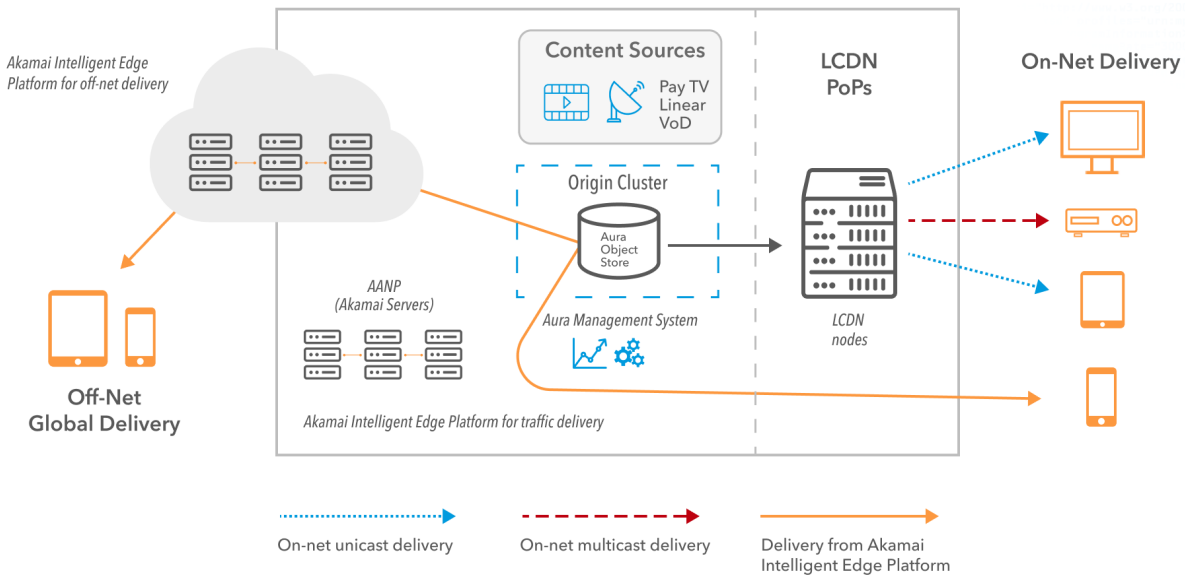 Akamai Intelligent Edge
Platform for off-net delivery
Content Sources
Pay TV
Linear
VoD
LCDN
PoPs
On-Net Delivery
Origin Cluster
Aura
Object
Store
AANP
(Akamai Servers)
Aura Management System
LCDN
nodes
Off-Net
Global Delivery
Akamai Intelligent Edge Platform for traffic delivery
On-net unicast delivery
On-net multicast delivery
Delivery from Akamai
Intelligent Edge Platform